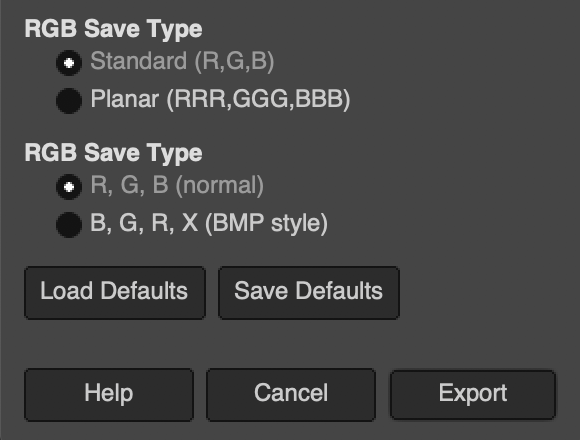 RGB Save Type
Standard (R,G,B)
Planar (RRR,GGG,BBB)
RGB Save Type
R, G, B (normal)
B, G, R, X (BMP style)
Load Defaults Save Defaults
Help Cancel Export